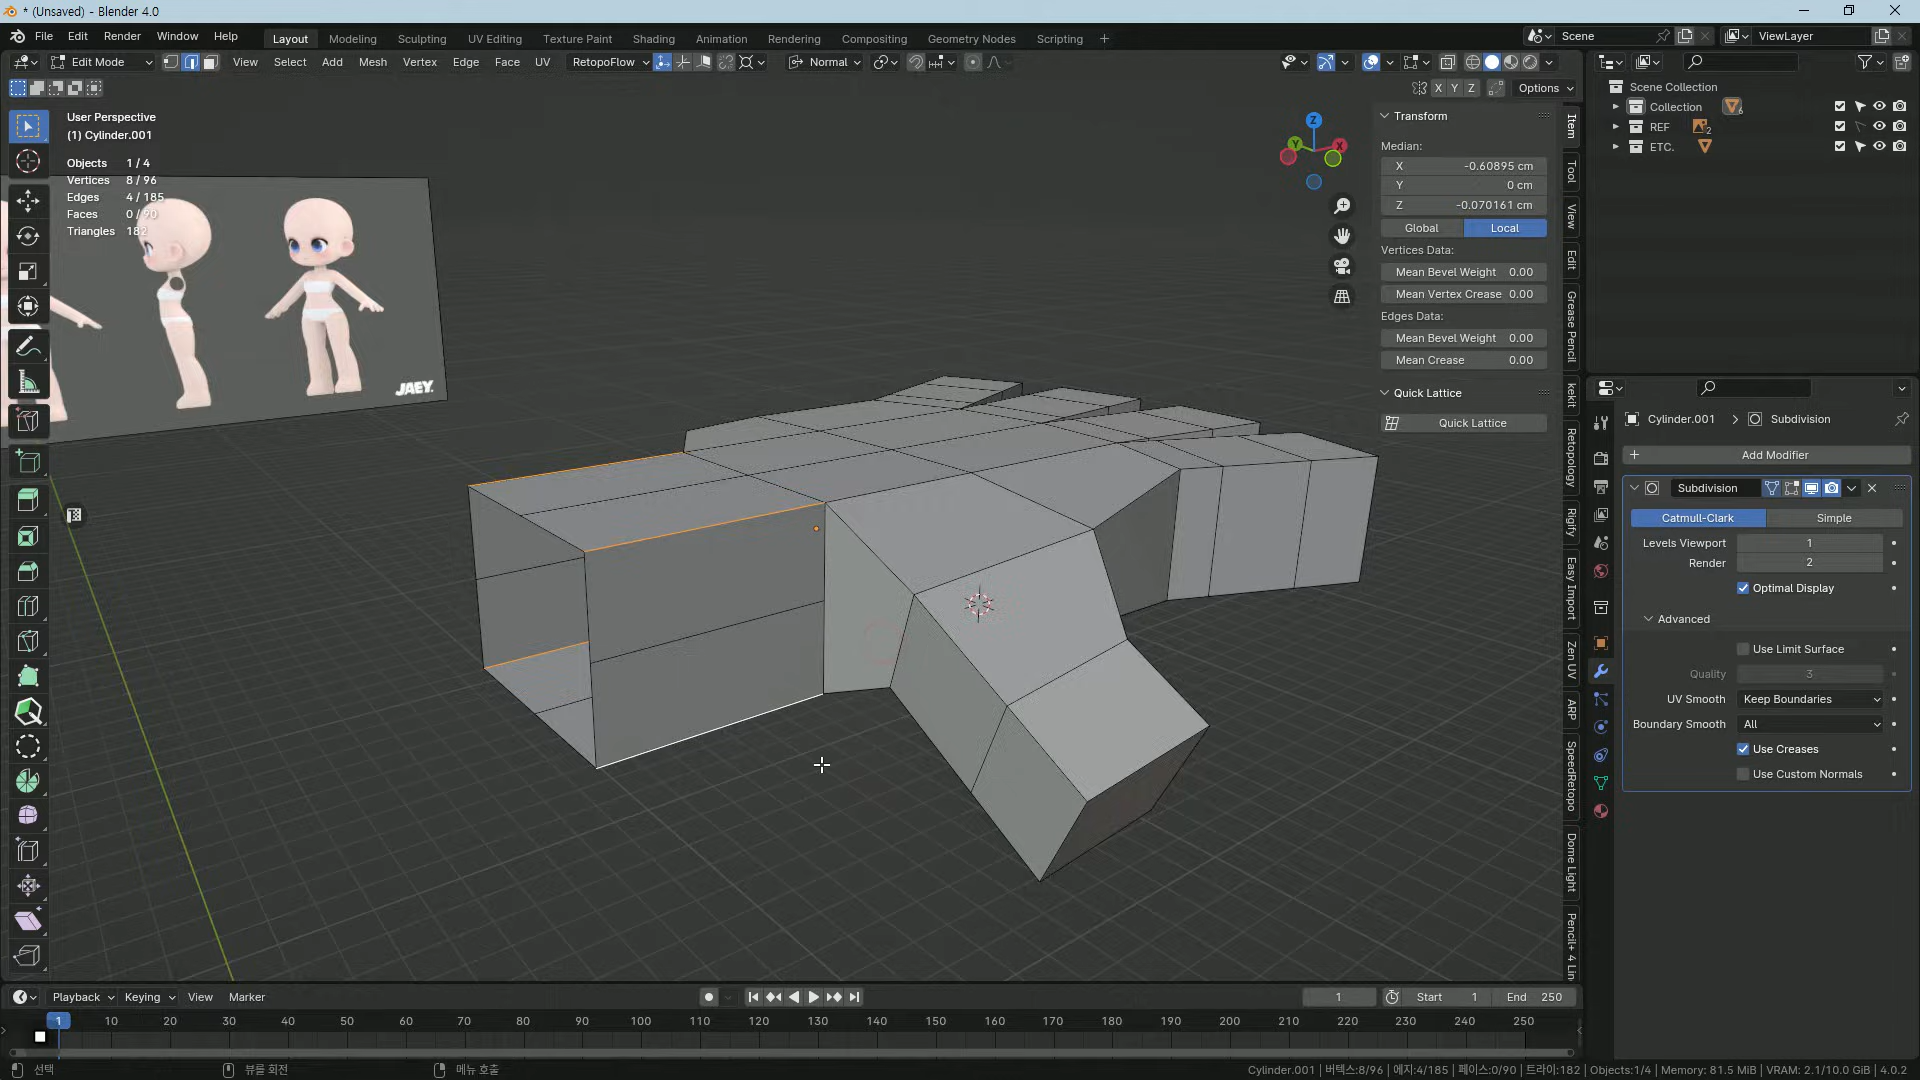 * (Unsaved) - Blender 4.0
File Edit Render Window Help Layout Modeling Sculpting UV Editing Texture Paint Shading Animation Rendering Compositing Geometry Nodes Scripting + Scene ViewLayer
Edit Mode View Select Add Mesh Vertex Edge Face UV RetopoFlow Normal
X Y Z Options
User Perspective
(1) Cylinder.001
Objects 1 / 4
Vertices 8 / 96
Edges 4 / 185
Faces 0 / 90
Triangles 182
JAEY.
Z
Y
X
Transform
Median:
X -0.60895 cm
Y 0 cm
Z -0.070161 cm
Global Local
Vertices Data:
Mean Bevel Weight 0.00
Mean Vertex Crease 0.00
Edges Data:
Mean Bevel Weight 0.00
Mean Crease 0.00
Quick Lattice
Quick Lattice
Item
Tool
View
Edit
Grease Pencil
kekit
Retopology
Rigify
Easy Import
Zen UV
ARP
SpeedRetopo
Dome Light
Pencil+ 4 Lin
Scene Collection
Collection 6
REF 2
ETC.
Cylinder.001 > Subdivision
+ Add Modifier
Subdivision
Catmull-Clark Simple
Levels Viewport 1
Render 2
Optimal Display
Advanced
Use Limit Surface
Quality 3
UV Smooth Keep Boundaries
Boundary Smooth All
Use Creases
Use Custom Normals
Playback Keying View Marker 1 Start 1 End 250
1 10 20 30 40 50 60 70 80 90 100 110 120 130 140 150 160 170 180 190 200 210 220 230 240 250
선택 뷰를 회전 메뉴 호출 Cylinder.001 | 버텍스:8/96 | 에지:4/185 | 페이스:0/90 | 트라이:182 | Objects:1/4 | Memory: 81.5 MiB | VRAM: 2.1/10.0 GiB | 4.0.2